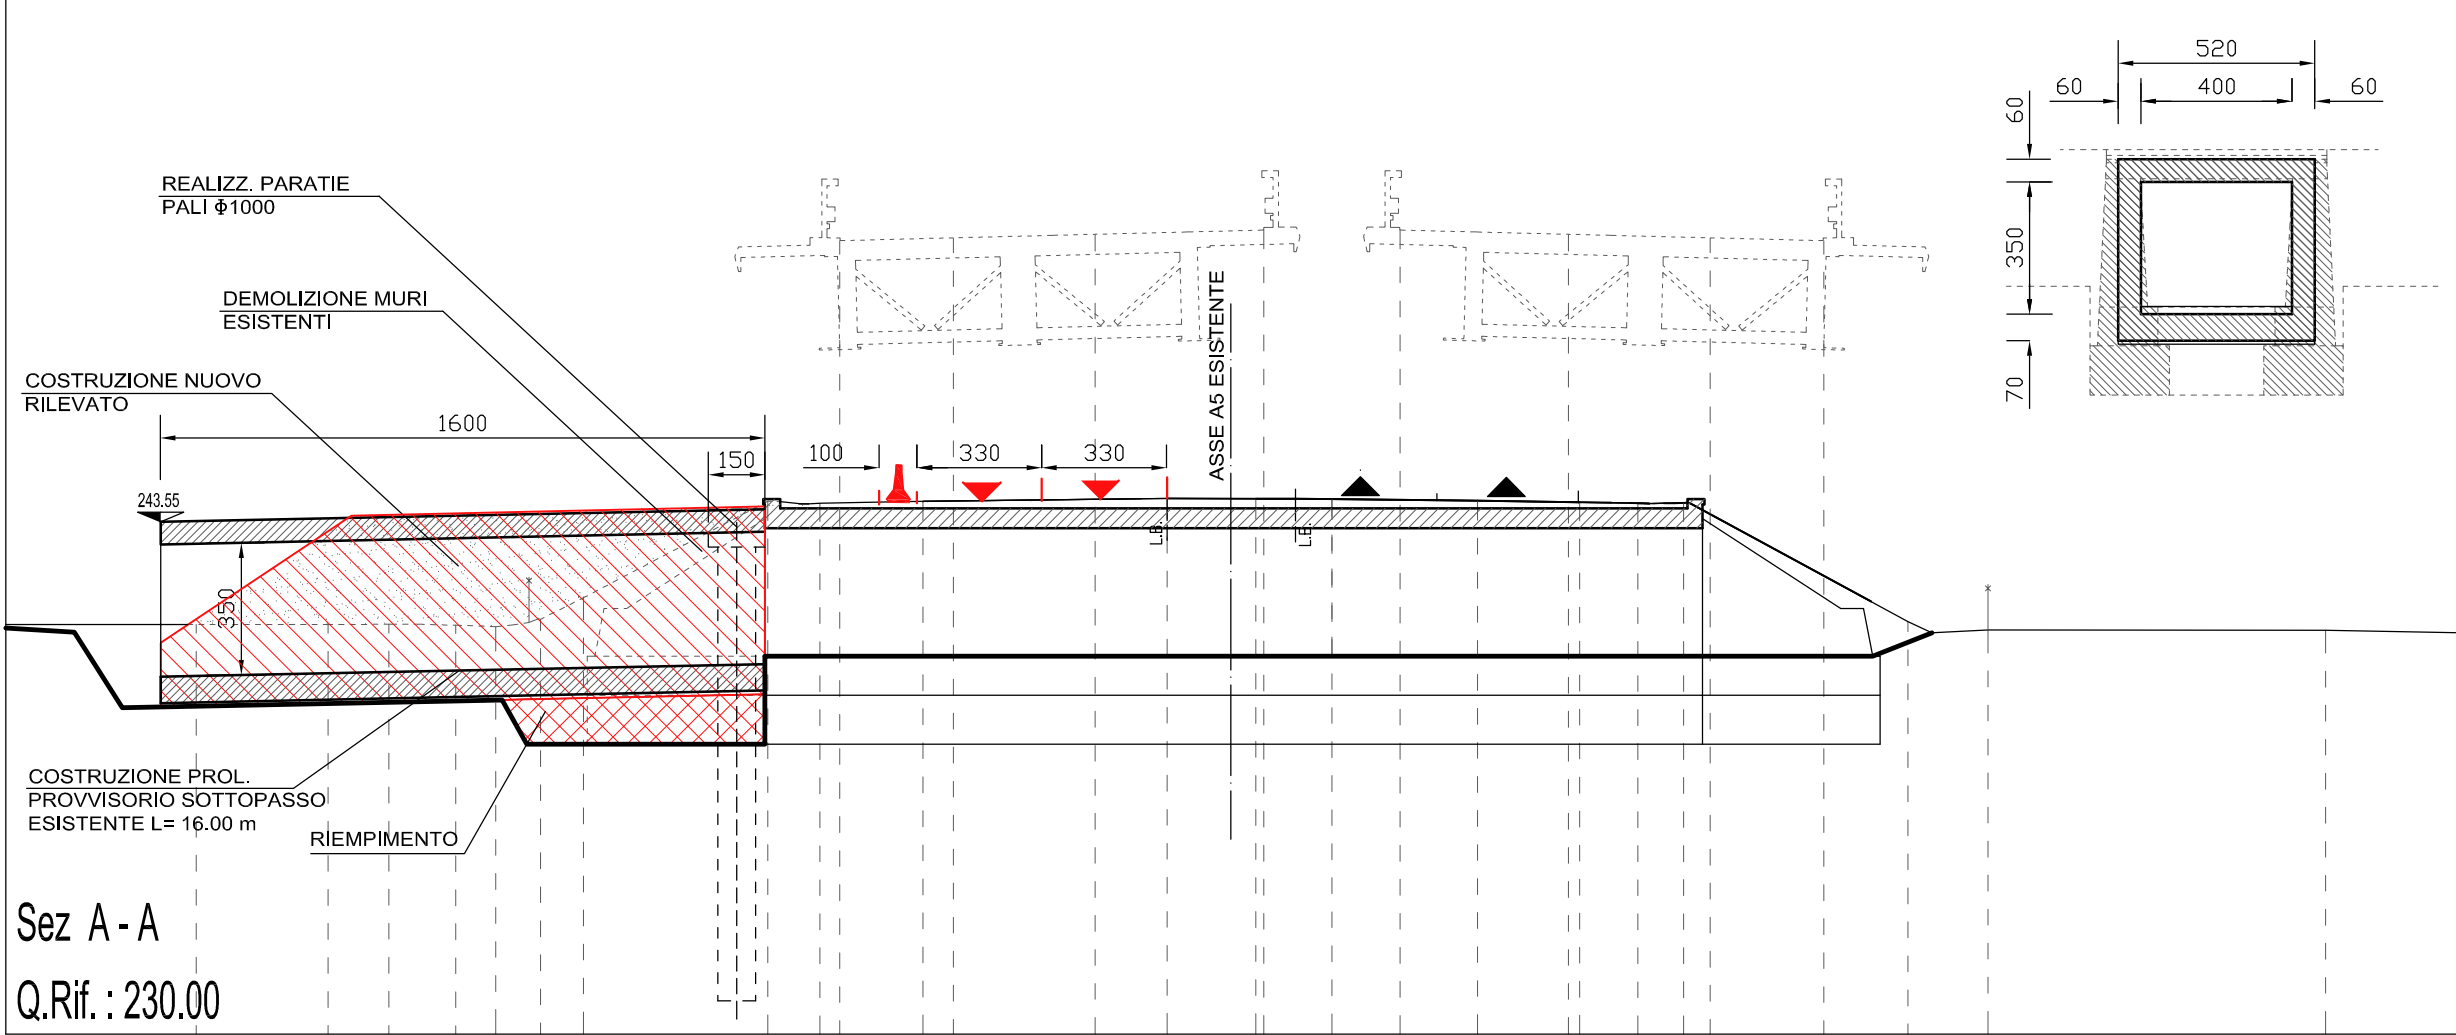 520
60
400
60
60
350
70
REALIZZ. PARATIE
PALI Φ1000
DEMOLIZIONE MURI
ESISTENTI
COSTRUZIONE NUOVO
RILEVATO
1600
150
100
330
330
ASSE A5 ESISTENTE
243.55
L.E.
L.E.
350
COSTRUZIONE PROL.
PROVVISORIO SOTTOPASSO
ESISTENTE L= 16.00 m
RIEMPIMENTO
Sez A - A
Q.Rif. : 230.00